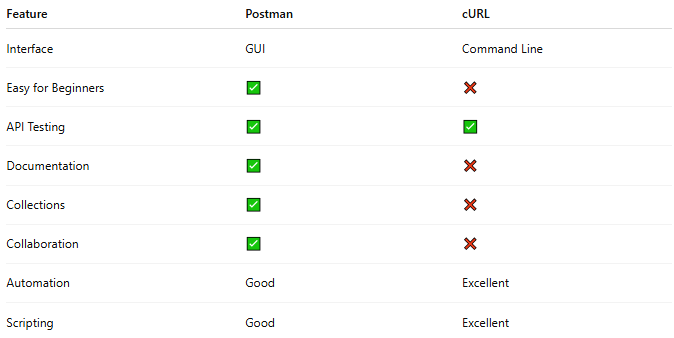 Feature Postman cURL
Interface GUI Command Line
Easy for Beginners ✅ ❌
API Testing ✅ ✅
Documentation ✅ ❌
Collections ✅ ❌
Collaboration ✅ ❌
Automation Good Excellent
Scripting Good Excellent